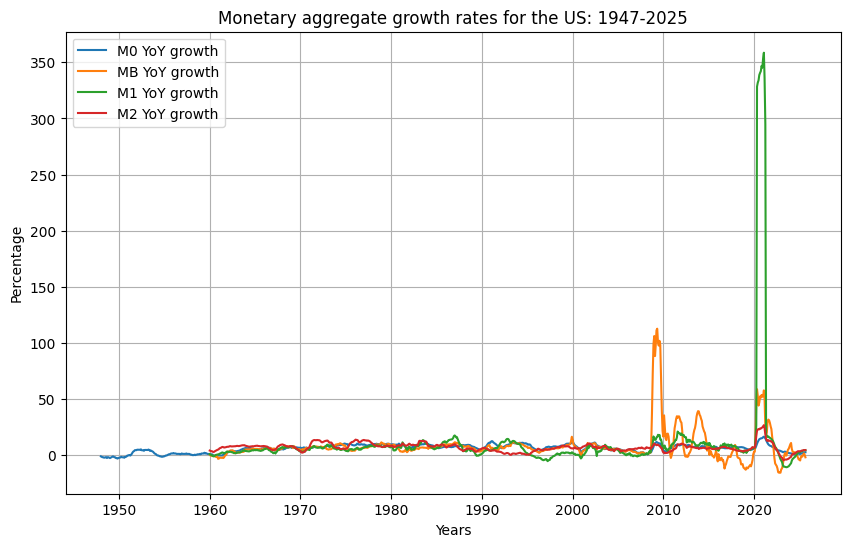 Monetary aggregate growth rates for the US: 1947-2025
M0 YoY growth
MB YoY growth
M1 YoY growth
M2 YoY growth
350
300
250
200
150
100
50
0
Percentage
1950 1960 1970 1980 1990 2000 2010 2020
Years